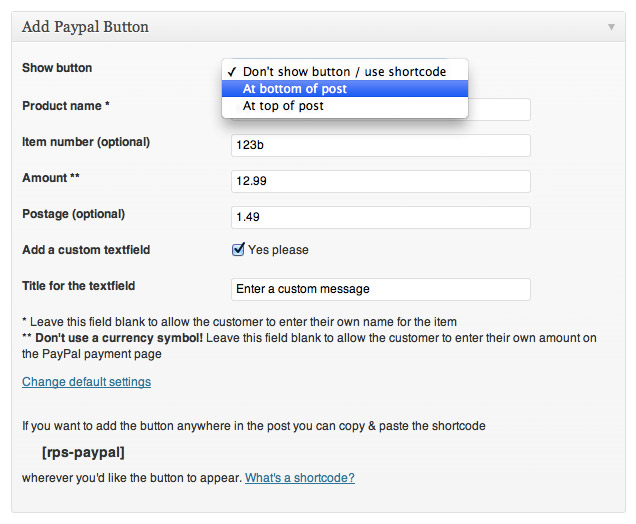 Add Paypal Button
Show button
✓ Don't show button / use shortcode
At bottom of post
At top of post
Product name *
Item number (optional)
123b
Amount **
12.99
Postage (optional)
1.49
Add a custom textfield
Yes please
Title for the textfield
Enter a custom message
* Leave this field blank to allow the customer to enter their own name for the item
** Don't use a currency symbol! Leave this field blank to allow the customer to enter their own amount on
the PayPal payment page
Change default settings
If you want to add the button anywhere in the post you can copy & paste the shortcode
[rps-paypal]
wherever you'd like the button to appear. What's a shortcode?